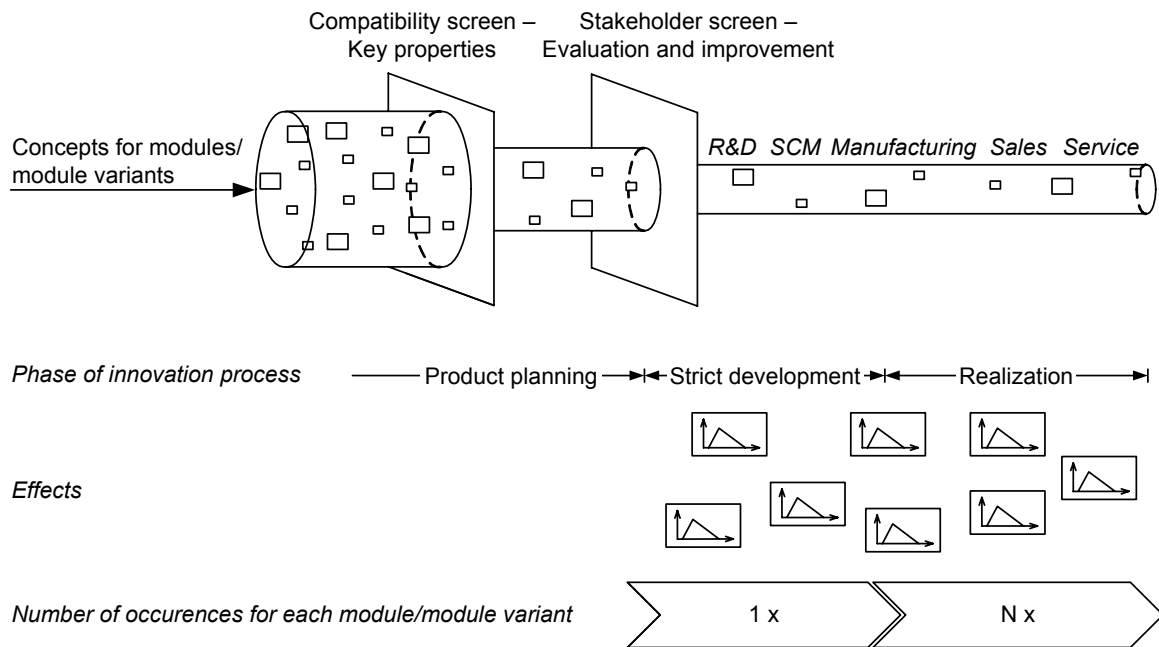 Compatibility screen –
Key properties
Stakeholder screen –
Evaluation and improvement
Concepts for modules/
module variants
R&D SCM Manufacturing Sales Service
Phase of innovation process
Product planning
Strict development
Realization
Effects
Number of occurences for each module/module variant
1 x
N x